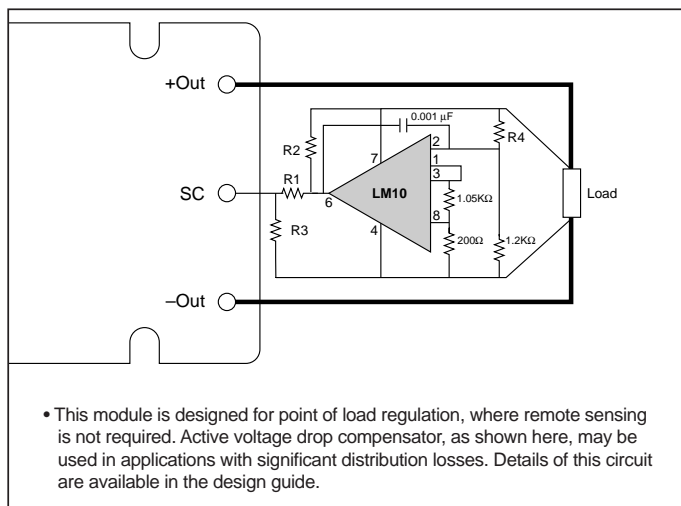 +Out
0.001 µF
R2
R4
2
7
1
R1
3
SC
LM10
Load
6
1.05KΩ
8
R3
4
200Ω
1.2KΩ
–Out
• This module is designed for point of load regulation, where remote sensing
is not required. Active voltage drop compensator, as shown here, may be
used in applications with significant distribution losses. Details of this circuit
are available in the design guide.